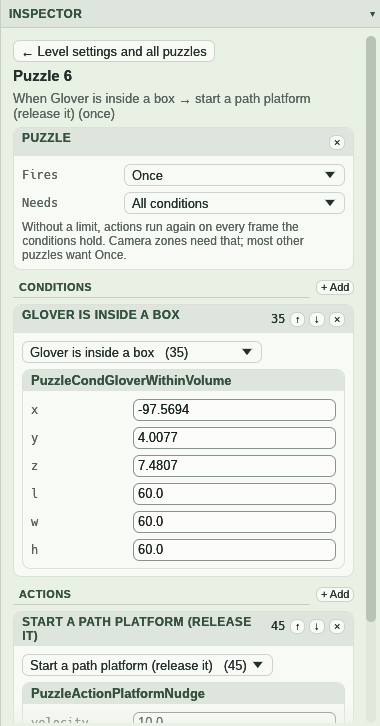 INSPECTOR ▾
← Level settings and all puzzles
Puzzle 6
When Glover is inside a box → start a path platform
(release it) (once)
PUZZLE ×
Fires Once
Needs All conditions
Without a limit, actions run again on every frame the
conditions hold. Camera zones need that; most other
puzzles want Once.
CONDITIONS + Add
GLOVER IS INSIDE A BOX 35 ↑ ↓ ×
Glover is inside a box (35)
PuzzleCondGloverWithinVolume
x -97.5694
y 4.0077
z 7.4807
l 60.0
w 60.0
h 60.0
ACTIONS + Add
START A PATH PLATFORM (RELEASE
IT) 45 ↑ ↓ ×
Start a path platform (release it) (45)
PuzzleActionPlatformNudge
velocity 10.0